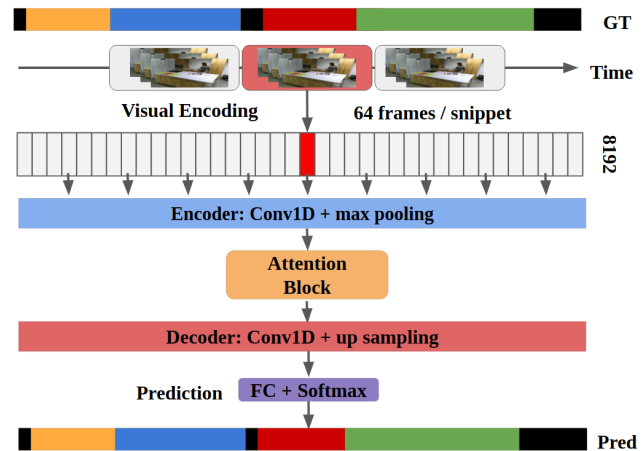 GT
Time
Visual Encoding
64 frames / snippet
8192
Encoder: Conv1D + max pooling
Attention
Block
Decoder: Conv1D + up sampling
Prediction
FC + Softmax
Pred